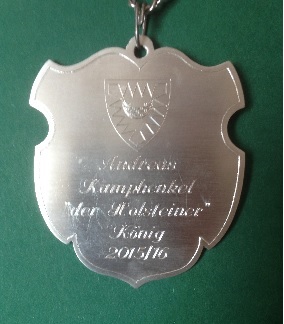 Andreas
Kamphenkel
"der Holsteiner"
König
2015/16